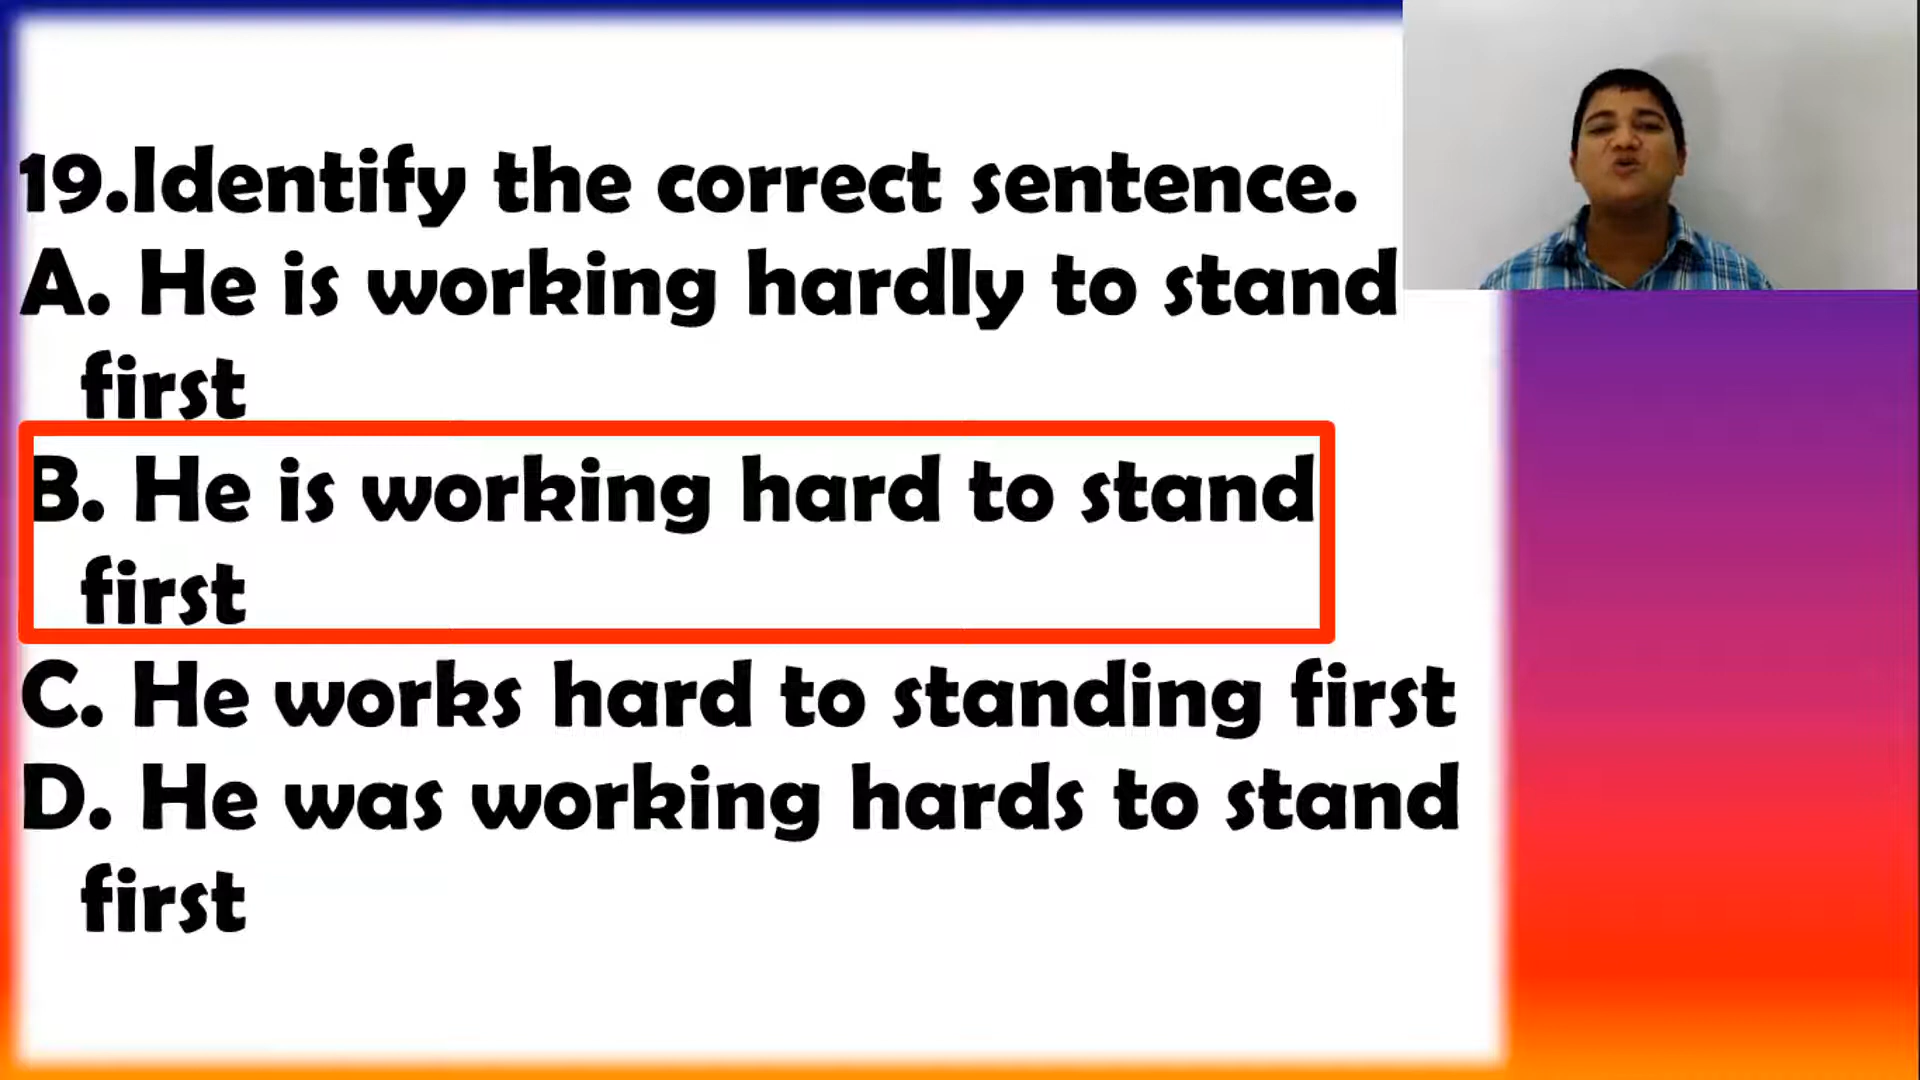 19.Identify the correct sentence.
A. He is working hardly to stand
first
B. He is working hard to stand
first
C. He works hard to standing first
D. He was working hards to stand
first